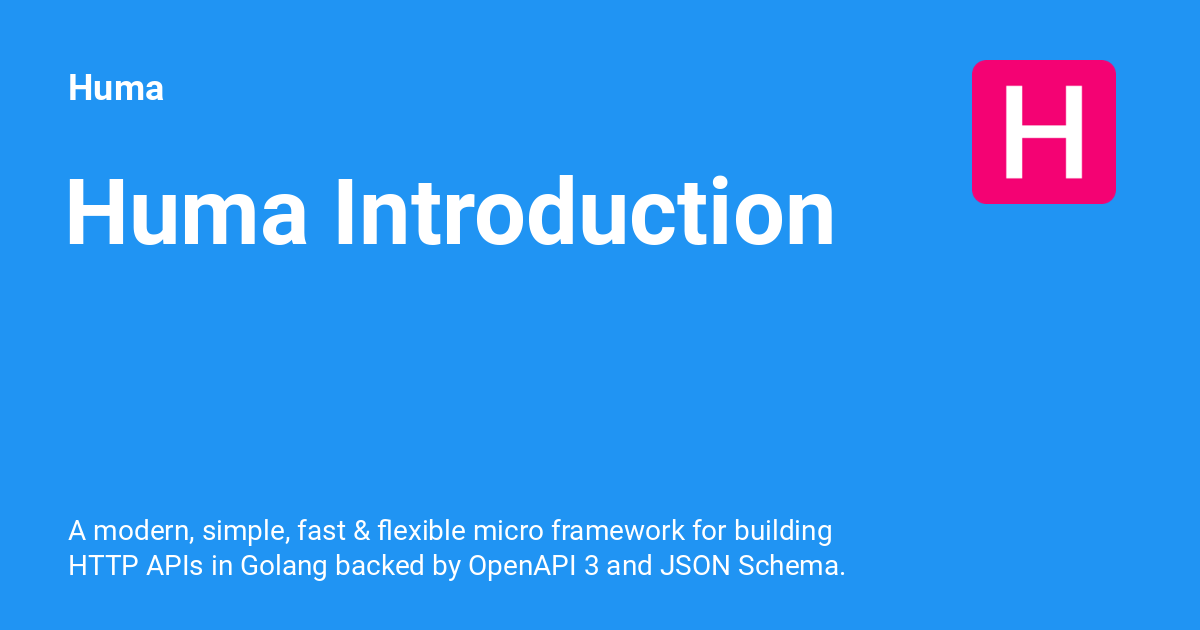 Huma
H
Huma Introduction
A modern, simple, fast & flexible micro framework for building
HTTP APIs in Golang backed by OpenAPI 3 and JSON Schema.